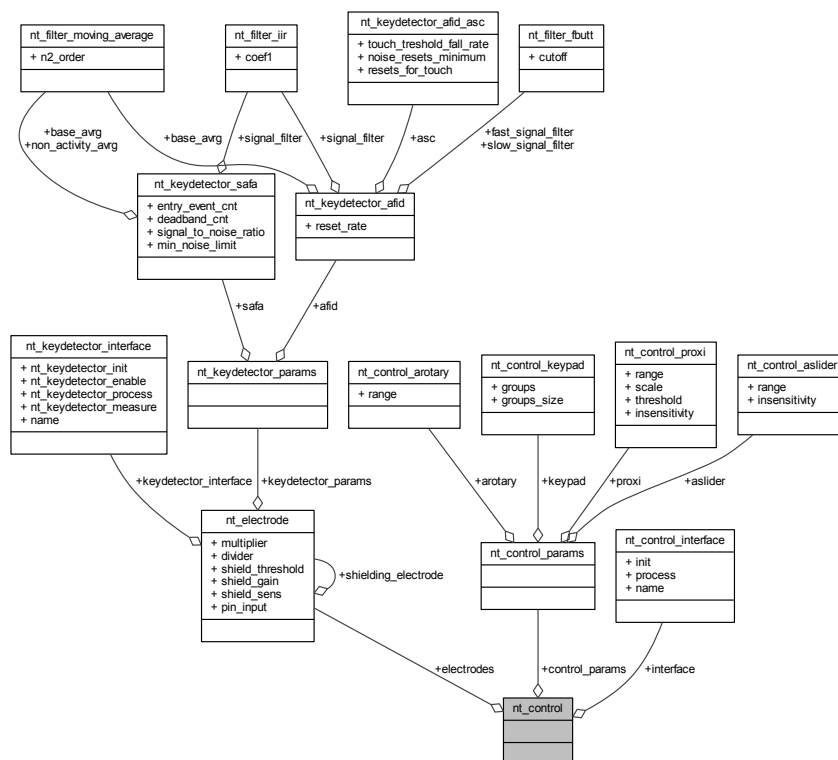 nt_filter_moving_average
+ n2_order
nt_filter_iir
+ coef1
nt_keydetector_afid_asc
+ touch_treshold_fall_rate
+ noise_resets_minimum
+ resets_for_touch
nt_filter_fbutt
+ cutoff
+base_avrg
+non_activity_avrg
+base_avrg
+signal_filter
+signal_filter
+asc
+fast_signal_filter
+slow_signal_filter
nt_keydetector_safa
+ entry_event_cnt
+ deadband_cnt
+ signal_to_noise_ratio
+ min_noise_limit
nt_keydetector_afid
+ reset_rate
+safa
+afid
nt_keydetector_interface
+ nt_keydetector_init
+ nt_keydetector_enable
+ nt_keydetector_process
+ nt_keydetector_measure
+ name
nt_keydetector_params
nt_control_arotary
+ range
nt_control_keypad
+ groups
+ groups_size
nt_control_proxi
+ range
+ scale
+ threshold
+ insensitivity
nt_control_aslider
+ range
+ insensitivity
+keydetector_interface
+keydetector_params
+arotary
+keypad
+proxi
+aslider
nt_electrode
+ multiplier
+ divider
+ shield_threshold
+ shield_gain
+ shield_sens
+ pin_input
+shielding_electrode
nt_control_params
nt_control_interface
+ init
+ process
+ name
+electrodes
+control_params
+interface
nt_control